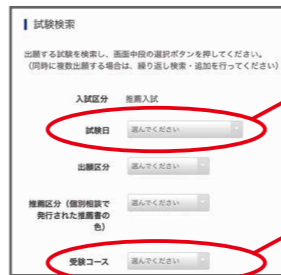 試験検索
出願する試験を検索し、画面中段の選択ボタンを押してください。
(同時に複数出願する場合は、繰り返し検索・追加を行ってください)
入試区分 推薦入試
試験日 選んでください
出願区分 選んでください
推薦区分（個別相談で 選んでください
発行された推薦書の
色）
受験コース 選んでください